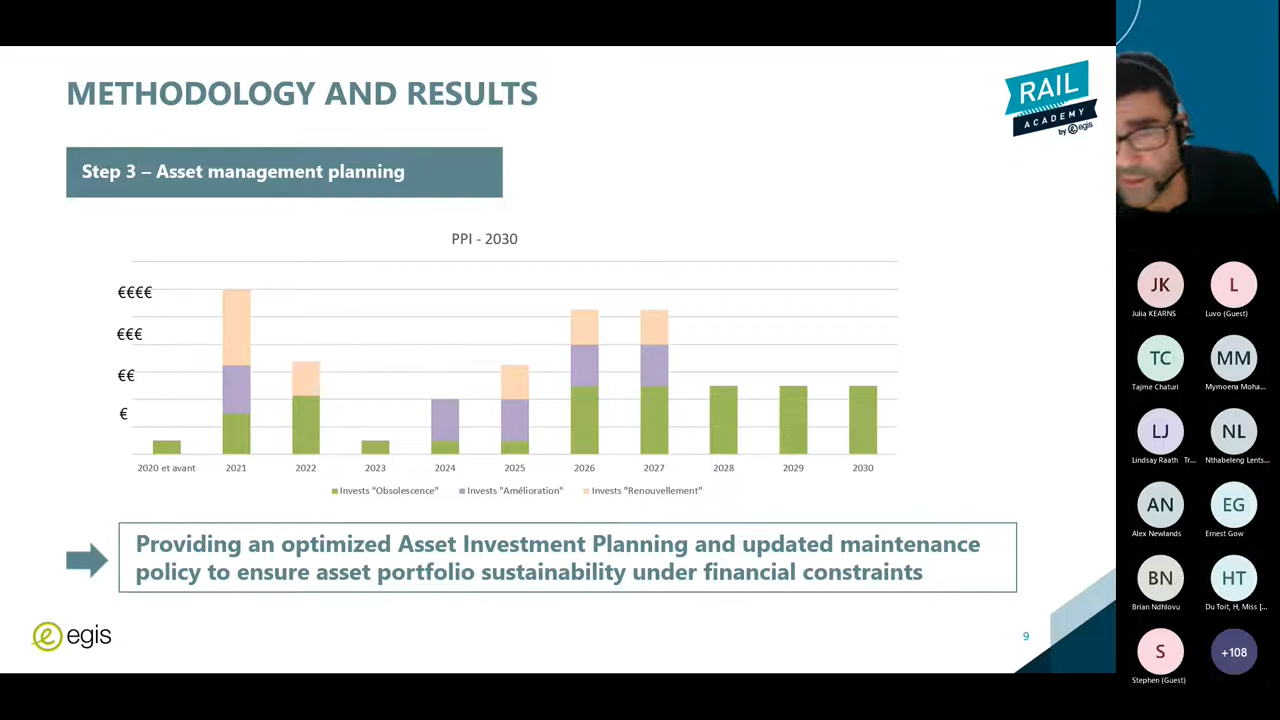 METHODOLOGY AND RESULTS
RAIL
ACADEMY
by egis
Step 3 – Asset management planning
PPI - 2030
€€€€
€€€
€€
€
2020 et avant 2021 2022 2023 2024 2025 2026 2027 2028 2029 2030
Invests "Obsolescence" Invests "Amélioration" Invests "Renouvellement"
Providing an optimized Asset Investment Planning and updated maintenance
policy to ensure asset portfolio sustainability under financial constraints
egis
9
JK L
Julia KEARNS Luvo (Guest)
TC MM
Tajme Chaturi Mymoena Moha...
LJ NL
Lindsay Raath Tr... Nthabeleng Lents...
AN EG
Alex Newlands Ernest Gow
BN HT
Brian Ndhlovu Du Toit, H, Miss [...
S +108
Stephen (Guest)